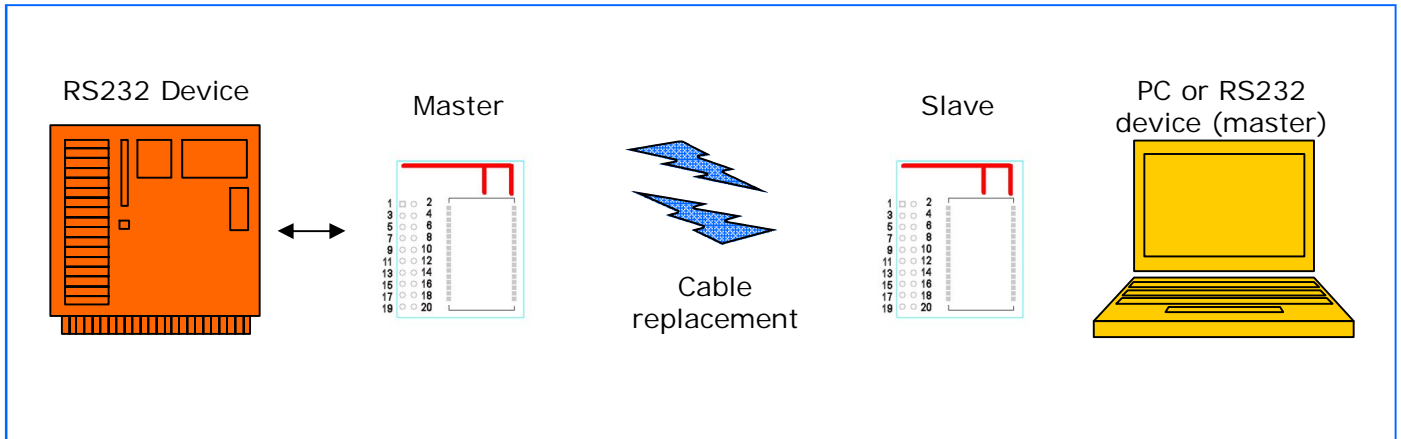 RS232 Device
Master
Slave
PC or RS232
device (master)
1 2
3 4
5 6
7 8
9 10
11 12
13 14
15 16
17 18
19 20
1 2
3 4
5 6
7 8
9 10
11 12
13 14
15 16
17 18
19 20
Cable
replacement